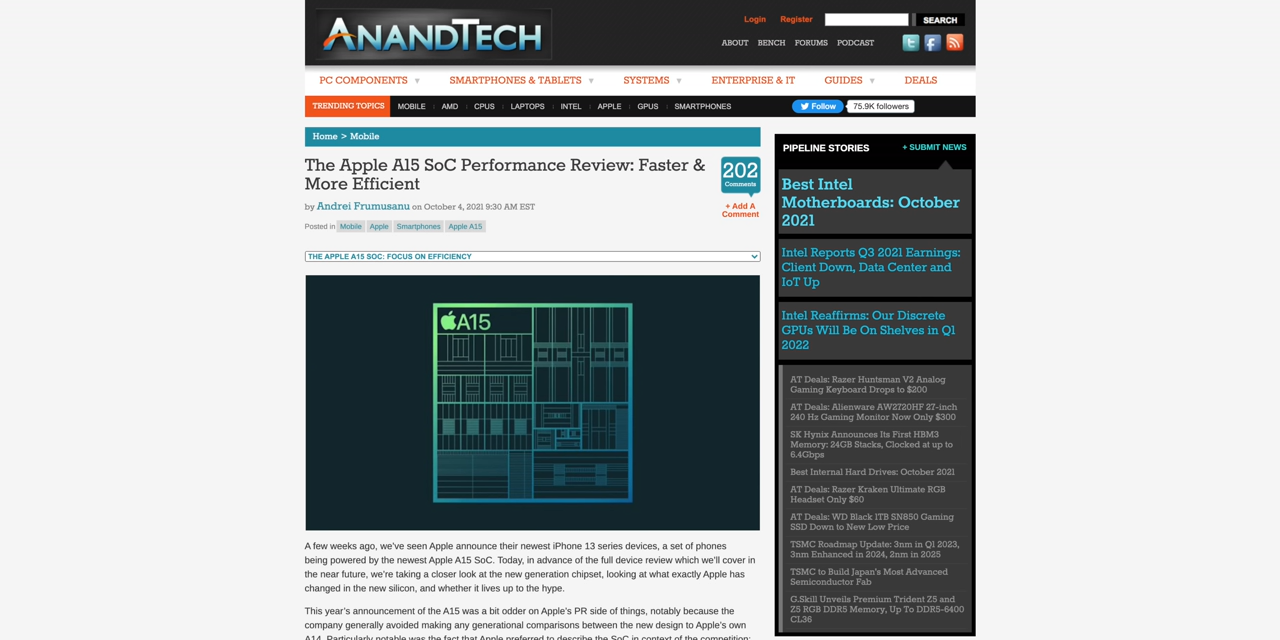 ANANDTECH
Login Register SEARCH
ABOUT BENCH FORUMS PODCAST
PC COMPONENTS SMARTPHONES & TABLETS SYSTEMS ENTERPRISE & IT GUIDES DEALS
TRENDING TOPICS MOBILE AMD CPUS LAPTOPS INTEL APPLE GPUS SMARTPHONES Follow 75.9K followers
Home > Mobile
The Apple A15 SoC Performance Review: Faster &
More Efficient
by Andrei Frumusanu on October 4, 2021 9:30 AM EST
Posted in Mobile Apple Smartphones Apple A15
202
Comments
+ Add A
Comment
THE APPLE A15 SOC: FOCUS ON EFFICIENCY
A15
A few weeks ago, we've seen Apple announce their newest iPhone 13 series devices, a set of phones
being powered by the newest Apple A15 SoC. Today, in advance of the full device review which we'll cover in
the near future, we're taking a closer look at the new generation chipset, looking at what exactly Apple has
changed in the new silicon, and whether it lives up to the hype.
This year's announcement of the A15 was a bit odder on Apple's PR side of things, notably because the
company generally avoided making any generational comparisons between the new design to Apple's own
A14. Particularly notable was the fact that Apple preferred to describe the SoC in context of the competition;
PIPELINE STORIES + SUBMIT NEWS
Best Intel
Motherboards: October
2021
Intel Reports Q3 2021 Earnings:
Client Down, Data Center and
IoT Up
Intel Reaffirms: Our Discrete
GPUs Will Be On Shelves in Q1
2022
AT Deals: Razer Huntsman V2 Analog
Gaming Keyboard Drops to $200
AT Deals: Alienware AW2720HF 27-inch
240 Hz Gaming Monitor Now Only $300
SK Hynix Announces Its First HBM3
Memory: 24GB Stacks, Clocked at up to
6.4Gbps
Best Internal Hard Drives: October 2021
AT Deals: Razer Kraken Ultimate RGB
Headset Only $60
AT Deals: WD Black 1TB SN850 Gaming
SSD Down to New Low Price
TSMC Roadmap Update: 3nm in Q1 2023,
3nm Enhanced in 2024, 2nm in 2025
TSMC to Build Japan's Most Advanced
Semiconductor Fab
G.Skill Unveils Premium Trident Z5 and
Z5 RGB DDR5 Memory, Up To DDR5-6400
CL36